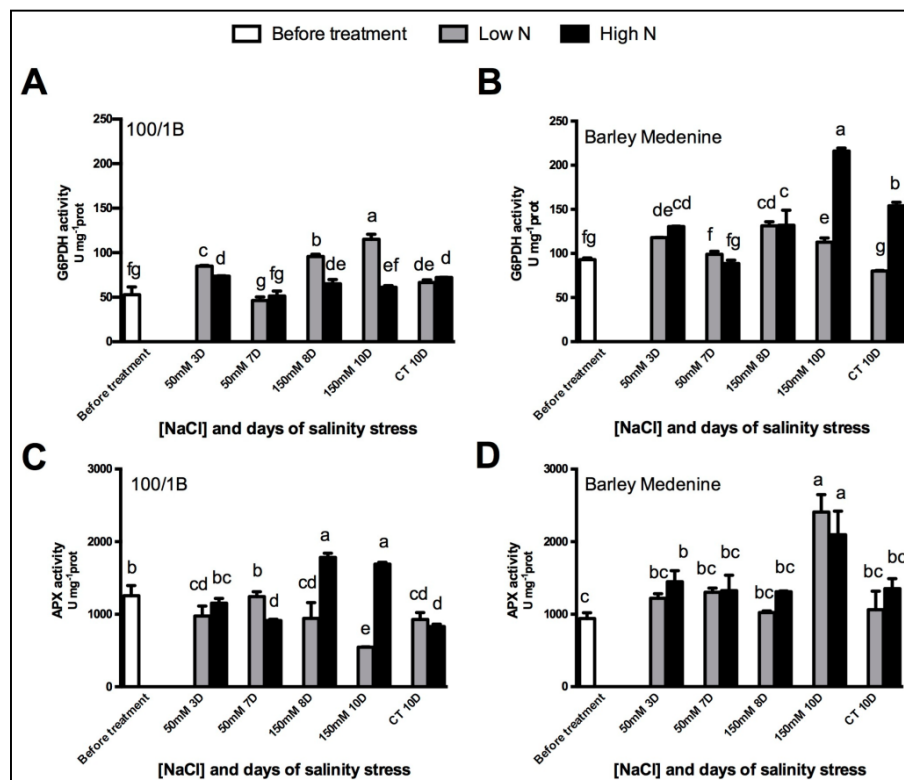 Before treatment Low N High N
A
100/1B
G6PDH activity
U mg⁻¹prot
250
200
150
100
50
0
fg
c d
g fg
b de
a ef
de d
Before treatment
50mM 3D
50mM 7D
150mM 8D
150mM 10D
CT 10D
[NaCl] and days of salinity stress
B
Barley Medenine
G6PDH activity
U mg⁻¹prot
250
200
150
100
50
0
fg
de cd
f fg
cd c
e a
g b
Before treatment
50mM 3D
50mM 7D
150mM 8D
150mM 10D
CT 10D
[NaCl] and days of salinity stress
C
100/1B
APX activity
U mg⁻¹prot
3000
2000
1000
0
b
cd bc
b d
cd a
e a
cd d
Before treatment
50mM 3D
50mM 7D
150mM 8D
150mM 10D
CT 10D
[NaCl] and days of salinity stress
D
Barley Medenine
APX activity
U mg⁻¹prot
3000
2000
1000
0
c
bc b
bc bc
bc bc
a a
bc bc
Before treatment
50mM 3D
50mM 7D
150mM 8D
150mM 10D
CT 10D
[NaCl] and days of salinity stress